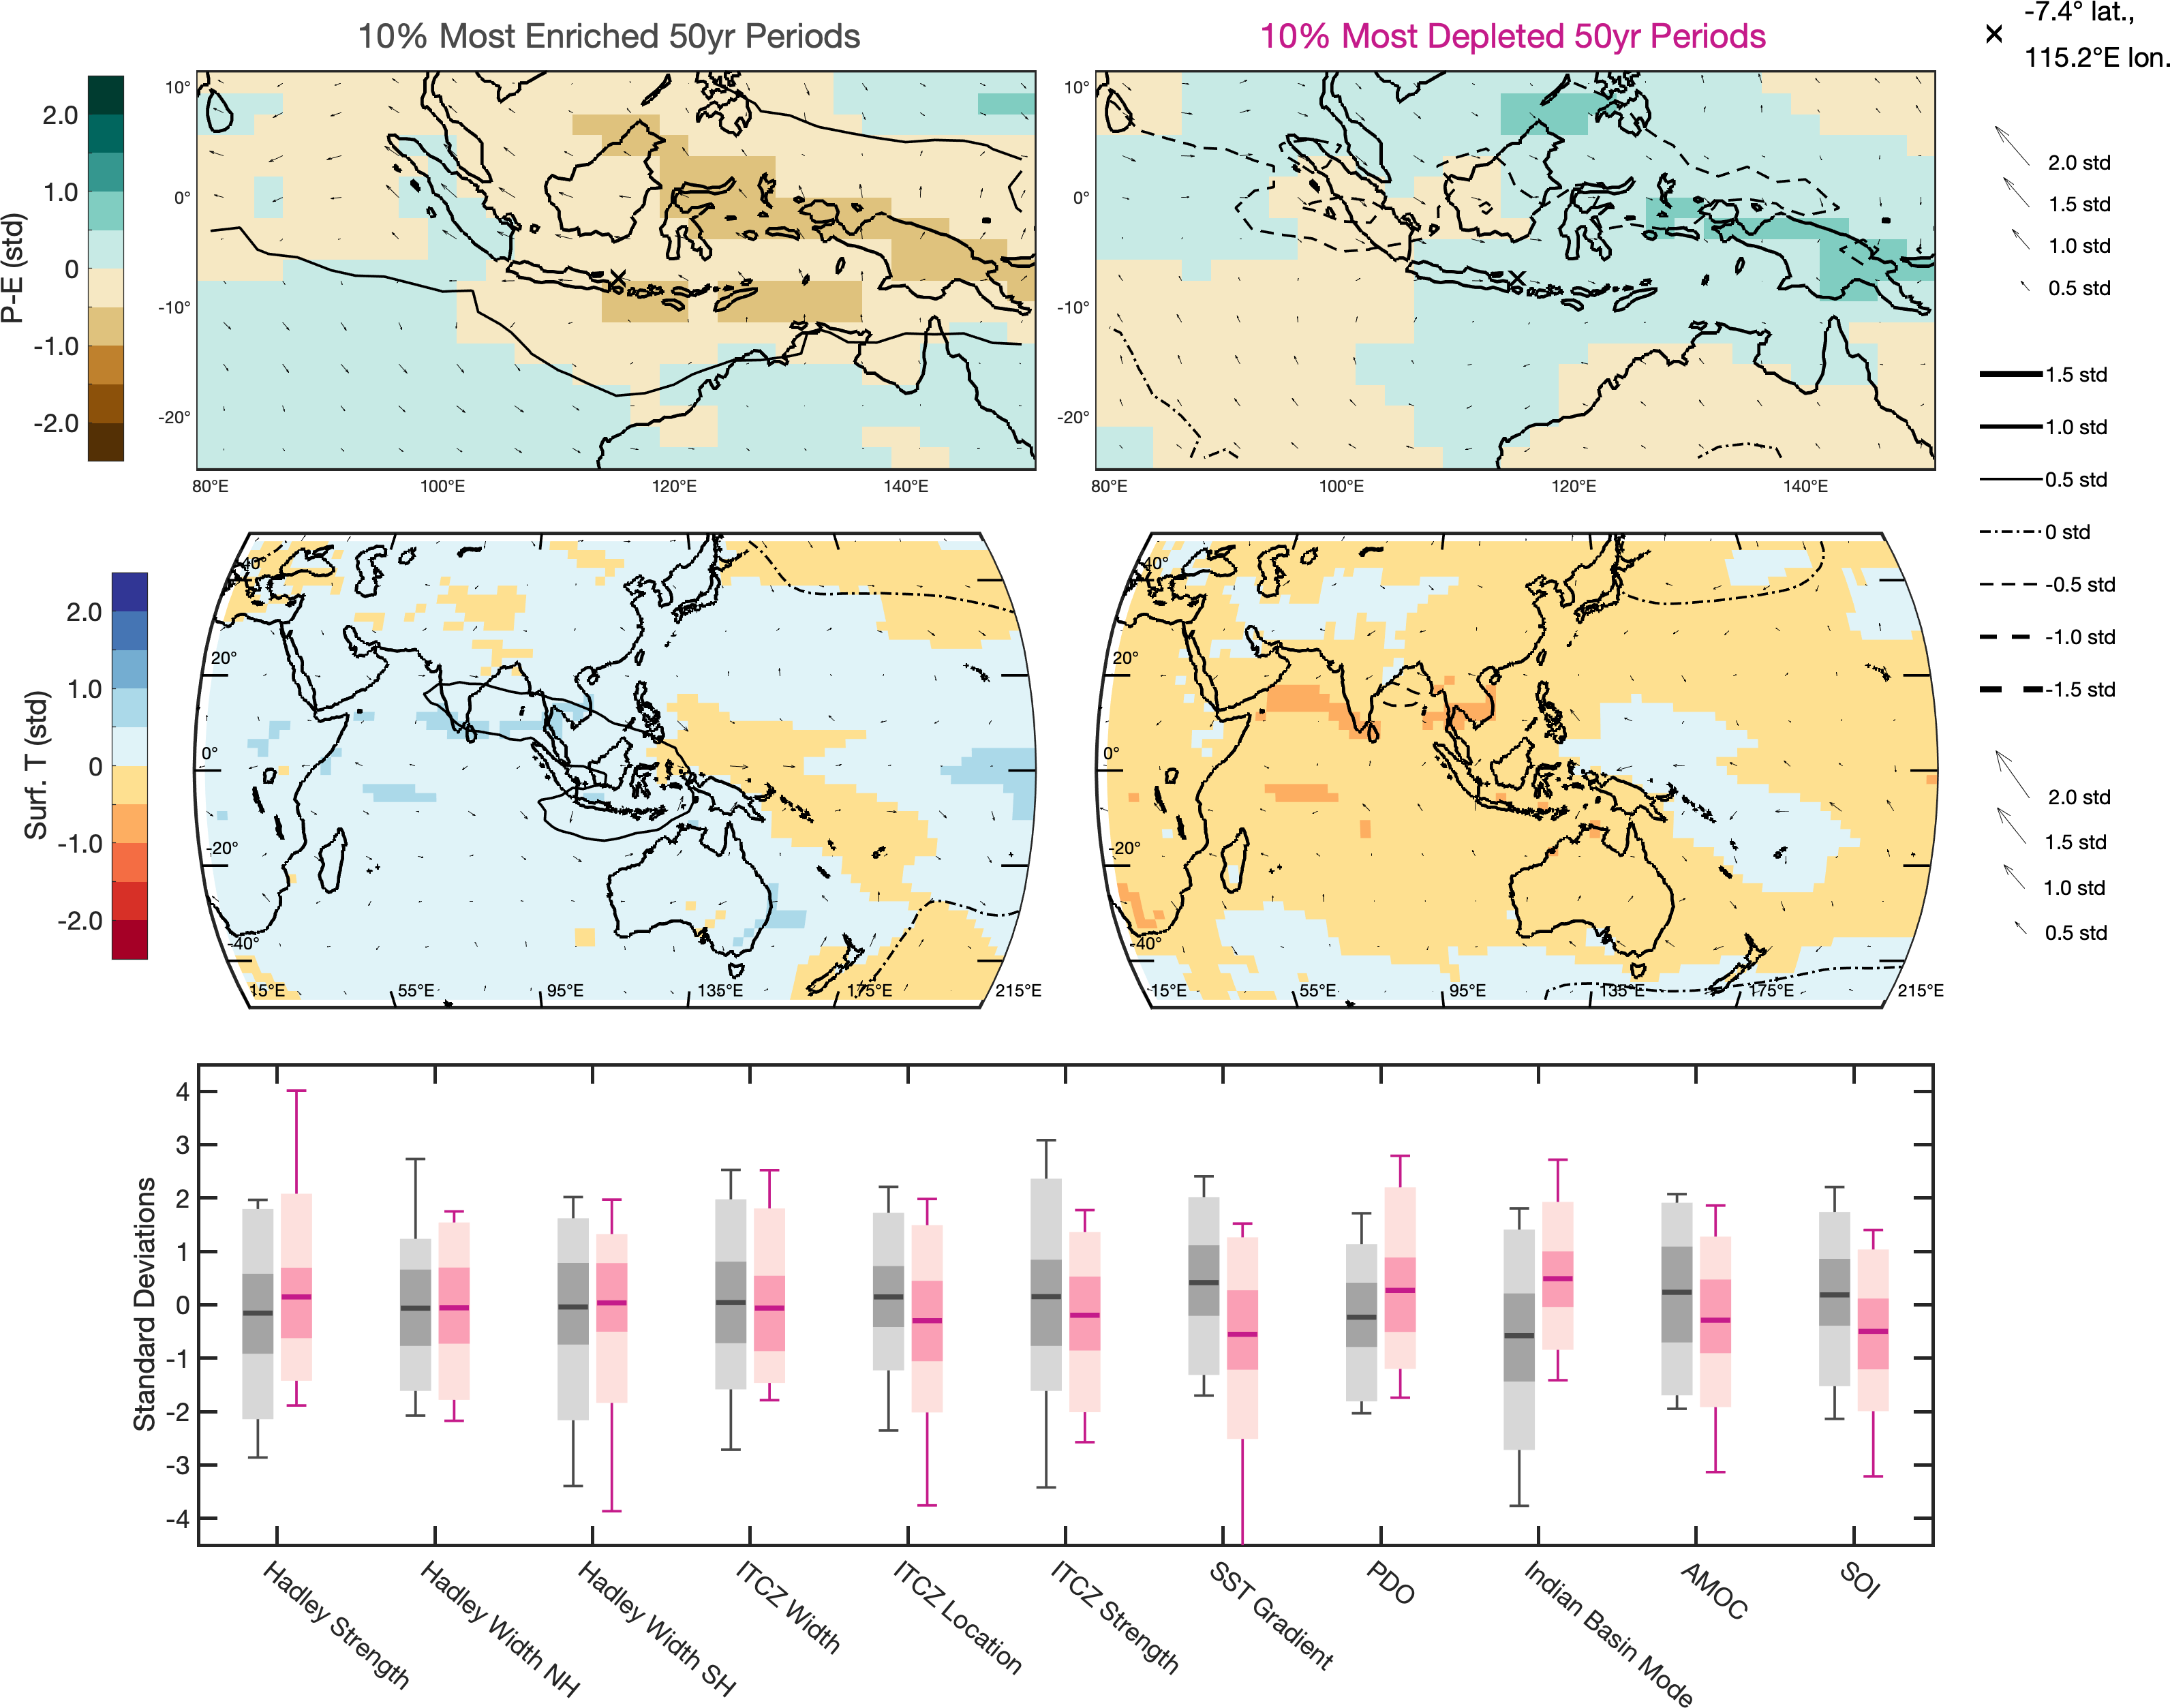 10% Most Enriched 50yr Periods
10% Most Depleted 50yr Periods
-7.4° lat.,
115.2°E lon.
P-E (std)
2.0
1.0
0
-1.0
-2.0
10°
0°
-10°
-20°
80°E
100°E
120°E
140°E
10°
0°
-10°
-20°
80°E
100°E
120°E
140°E
2.0 std
1.5 std
1.0 std
0.5 std
1.5 std
1.0 std
0.5 std
0 std
-0.5 std
-1.0 std
-1.5 std
Surf. T (std)
2.0
1.0
0
-1.0
-2.0
40°
20°
0°
-20°
-40°
15°E
55°E
95°E
135°E
175°E
215°E
40°
20°
0°
-20°
-40°
15°E
55°E
95°E
135°E
175°E
215°E
2.0 std
1.5 std
1.0 std
0.5 std
Standard Deviations
4
3
2
1
0
-1
-2
-3
-4
Hadley Strength
Hadley Width NH
Hadley Width SH
ITCZ Width
ITCZ Location
ITCZ Strength
SST Gradient
PDO
Indian Basin Mode
AMOC
SOI